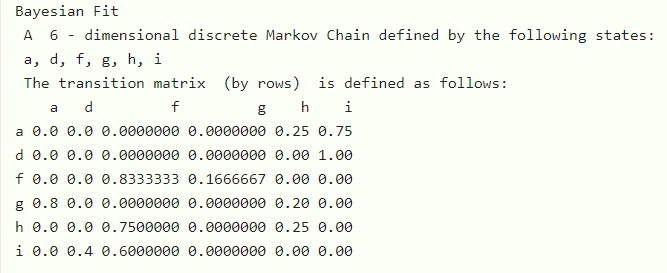 Bayesian Fit
A 6 - dimensional discrete Markov Chain defined by the following states:
a, d, f, g, h, i
The transition matrix (by rows) is defined as follows:
a d f g h i
a 0.0 0.0 0.0000000 0.0000000 0.25 0.75
d 0.0 0.0 0.0000000 0.0000000 0.00 1.00
f 0.0 0.0 0.8333333 0.1666667 0.00 0.00
g 0.8 0.0 0.0000000 0.0000000 0.20 0.00
h 0.0 0.0 0.7500000 0.0000000 0.25 0.00
i 0.0 0.4 0.6000000 0.0000000 0.00 0.00